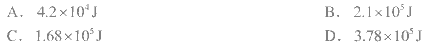 A. 4.2×10⁴J B. 2.1×10⁵J
C. 1.68×10⁵J D. 3.78×10⁵J